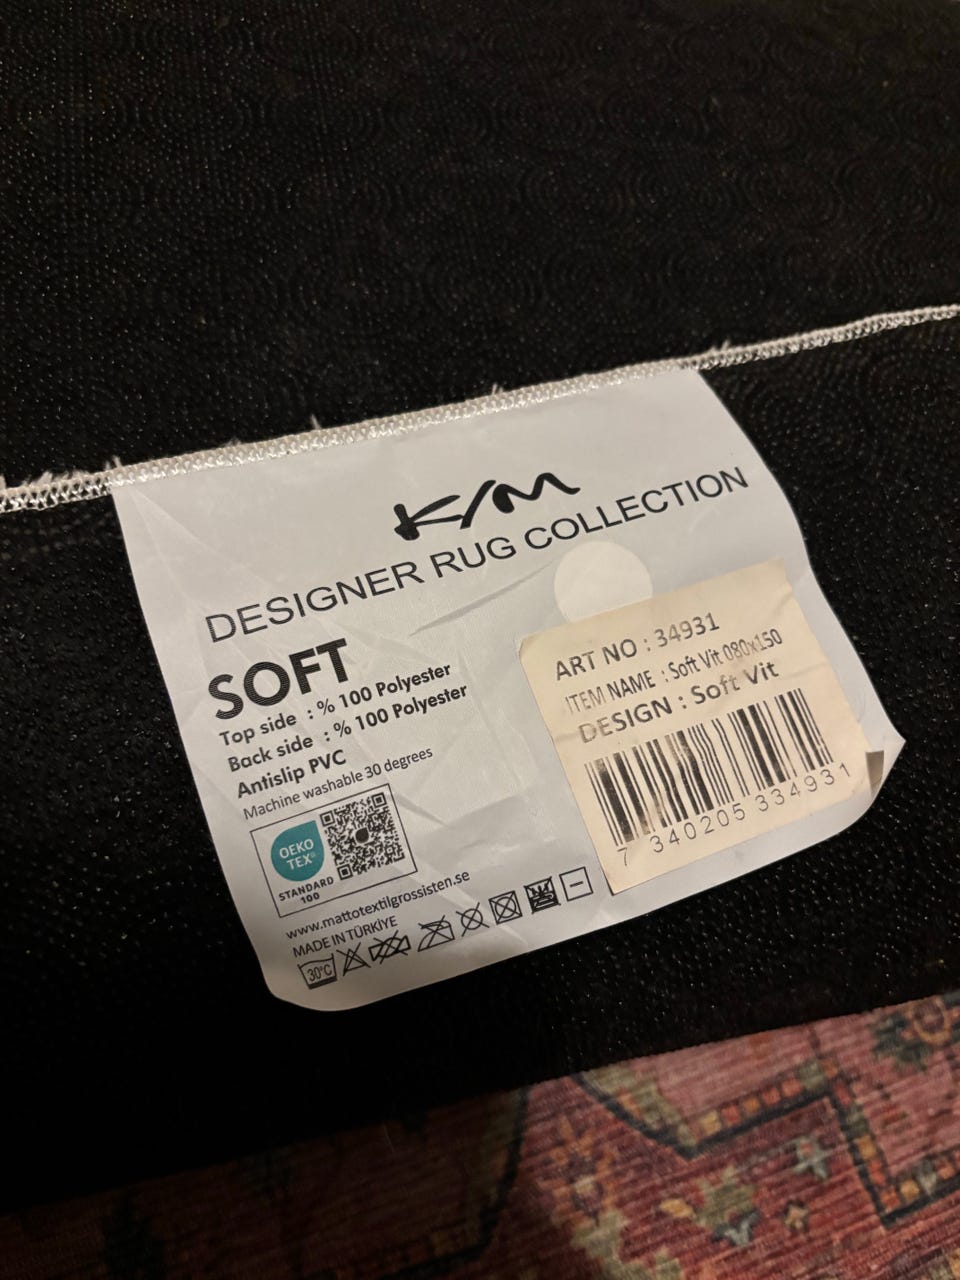 K/M
DESIGNER RUG COLLECTION
SOFT
Top side : % 100 Polyester
Back side : % 100 Polyester
Antislip PVC
Machine washable 30 degrees
OEKO
TEX®
STANDARD
100
www.mattotextilgrossisten.se
MADE IN TÜRKİYE
30°C
ART NO : 34931
ITEM NAME : Soft Vit 080x150
DESIGN : Soft Vit
7 340205 334931